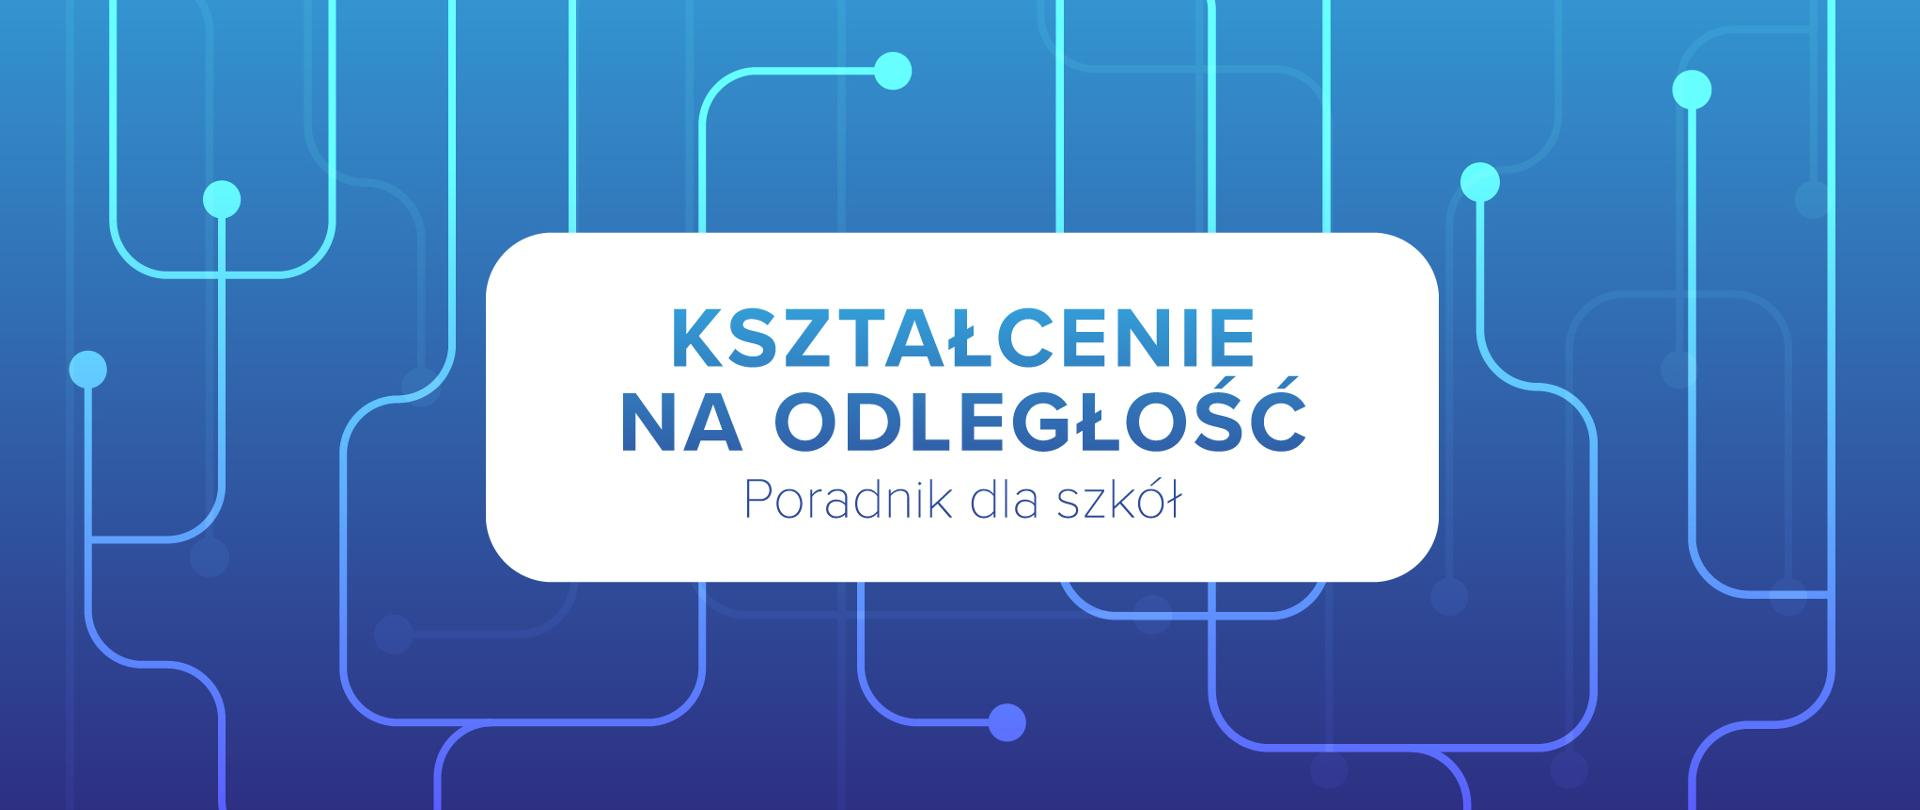 KSZTAŁCENIE
NA ODLEGŁOŚĆ
Poradnik dla szkół